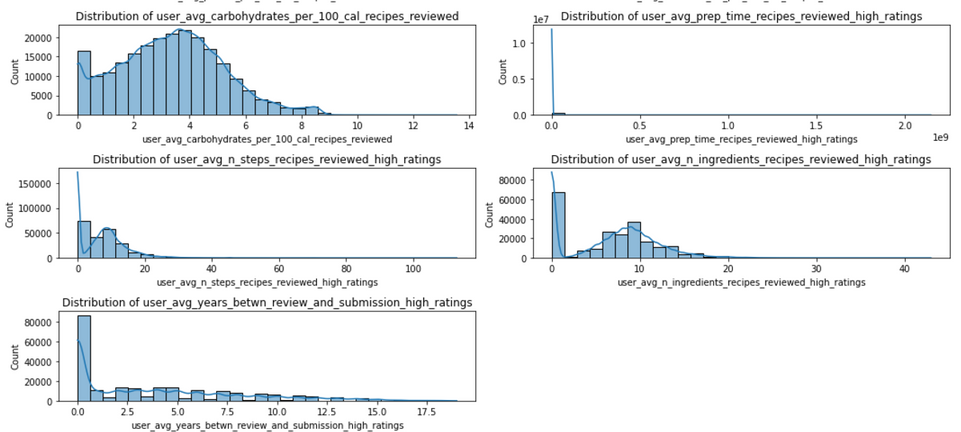 Distribution of user_avg_carbohydrates_per_100_cal_recipes_reviewed
20000
15000
10000
5000
0
Count
0 2 4 6 8 10 12 14
user_avg_carbohydrates_per_100_cal_recipes_reviewed
Distribution of user_avg_prep_time_recipes_reviewed_high_ratings
1e7
1.0
0.5
0.0
Count
0.0 0.5 1.0 1.5 2.0
1e9
user_avg_prep_time_recipes_reviewed_high_ratings
Distribution of user_avg_n_steps_recipes_reviewed_high_ratings
150000
100000
50000
0
Count
0 20 40 60 80 100
user_avg_n_steps_recipes_reviewed_high_ratings
Distribution of user_avg_n_ingredients_recipes_reviewed_high_ratings
80000
60000
40000
20000
0
Count
0 10 20 30 40
user_avg_n_ingredients_recipes_reviewed_high_ratings
Distribution of user_avg_years_betwn_review_and_submission_high_ratings
80000
60000
40000
20000
0
Count
0.0 2.5 5.0 7.5 10.0 12.5 15.0 17.5
user_avg_years_betwn_review_and_submission_high_ratings